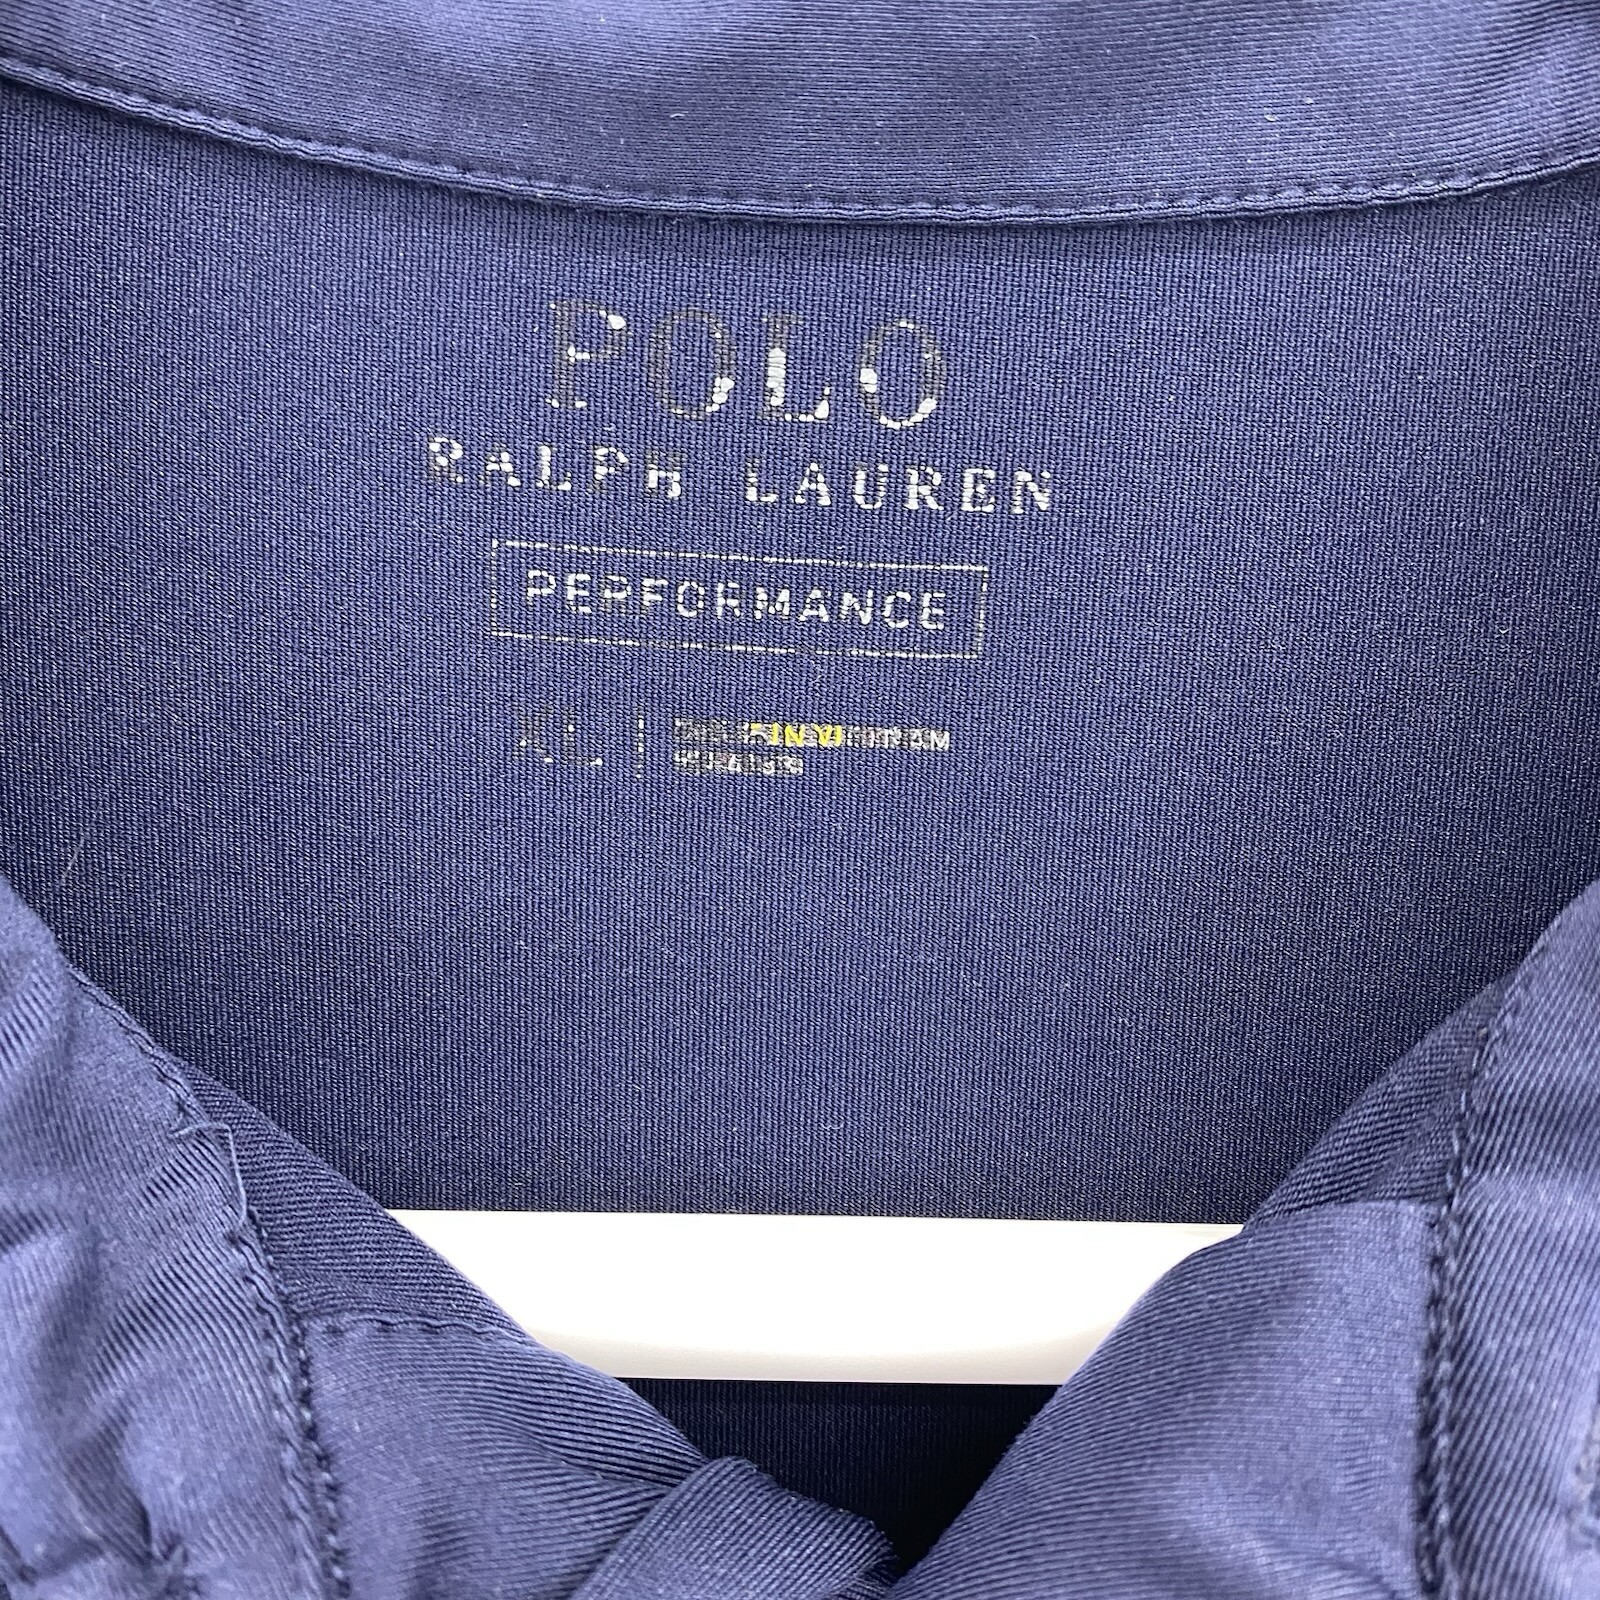 POLO
RALPH LAUREN
PERFORMANCE
XL |